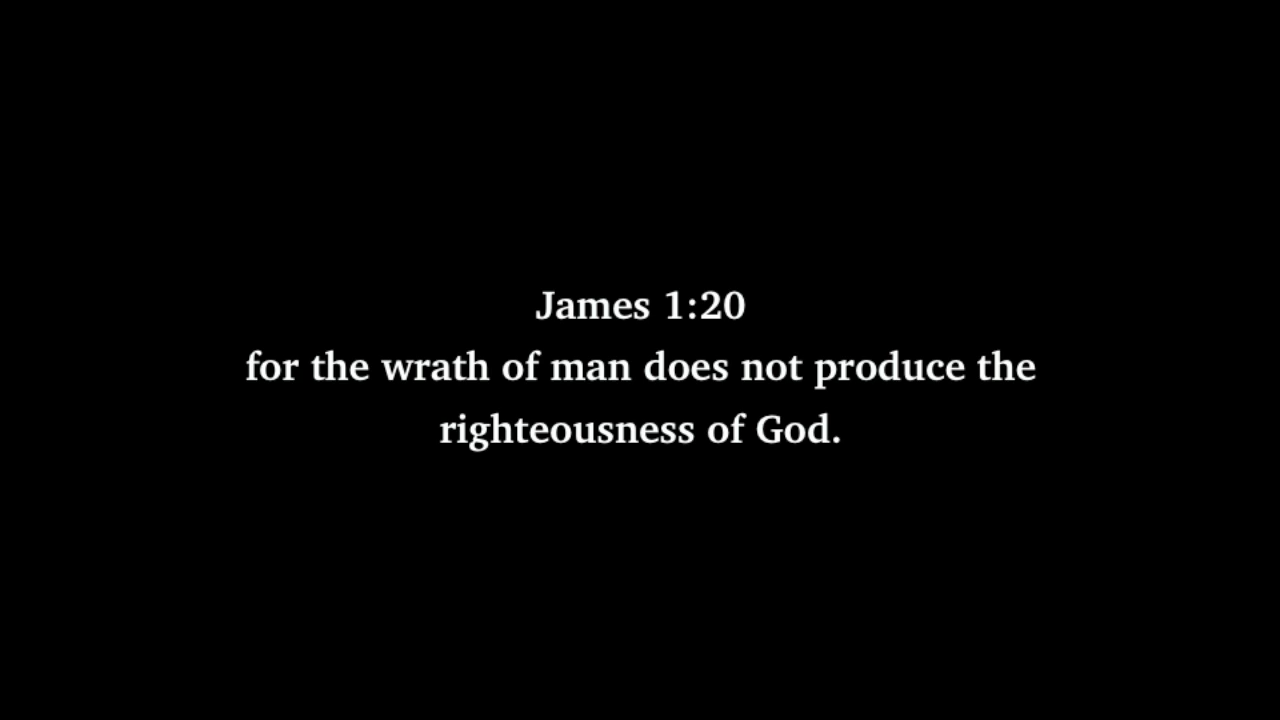 James 1:20
for the wrath of man does not produce the
righteousness of God.